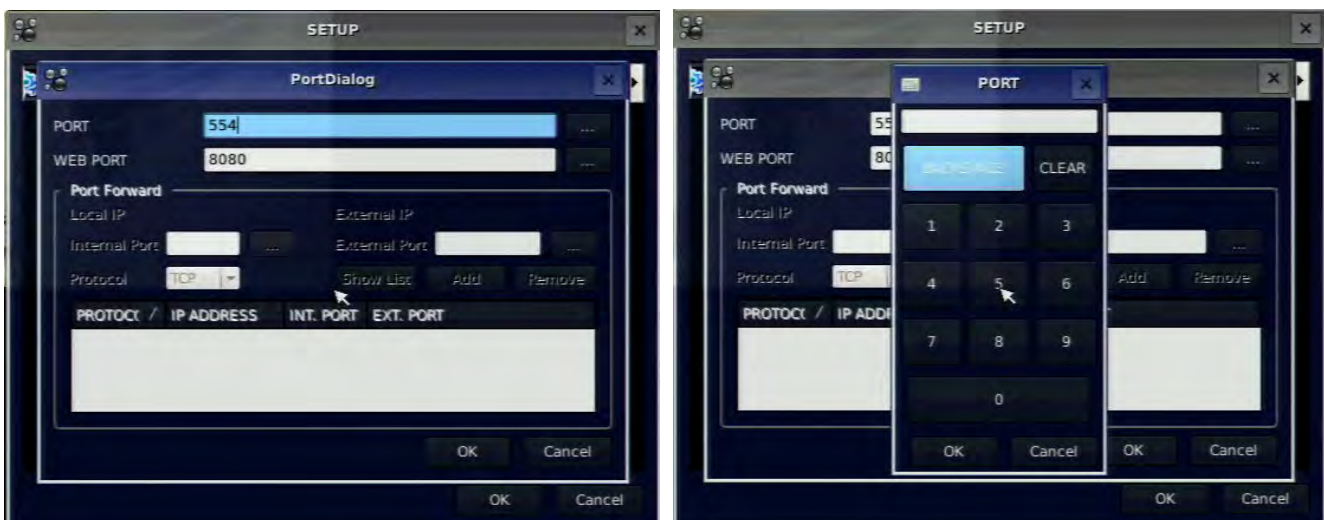 SETUP
PortDialog
PORT 554 ...
WEB PORT 8080 ...
Port Forward
Local IP External IP
Internal Port ... External Port ...
Protocol TCP Show List Add Remove
PROTOCC / IP ADDRESS INT. PORT EXT. PORT
OK Cancel
OK Cancel
SETUP
PORT
PORT 55 ...
WEB PORT 80 ...
BACKSPACE CLEAR
Port Forward
Local IP
1 2 3
Internal Port ...
Protocol TCP Add Remove
4 5 6
PROTOCC / IP ADDR
7 8 9
0
OK Cancel OK Cancel
OK Cancel